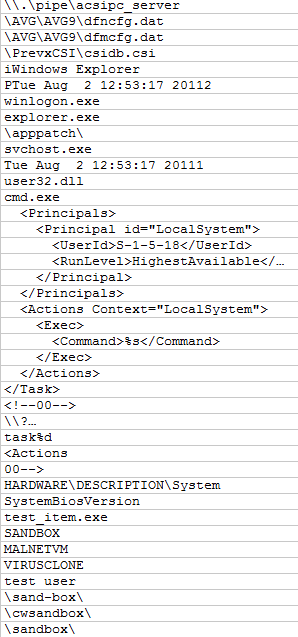 \\.\pipe\acsipc_server
\AVG\AVG9\dfncfg.dat
\AVG\AVG9\dfmcfg.dat
\PrevxCSI\csidb.csi
iWindows Explorer
PTue Aug  2 12:53:17 20112
winlogon.exe
explorer.exe
\apppatch\
svchost.exe
Tue Aug  2 12:53:17 20111
user32.dll
cmd.exe
<Principals>
<Principal id="LocalSystem">
<UserId>S-1-5-18</UserId>
<RunLevel>HighestAvailable</…
</Principal>
</Principals>
<Actions Context="LocalSystem">
<Exec>
<Command>%s</Command>
</Exec>
</Actions>
</Task>
<!--00-->
\\?…
task%d
<Actions
00-->
HARDWARE\DESCRIPTION\System
SystemBiosVersion
test_item.exe
SANDBOX
MALNETVM
VIRUSCLONE
test user
\sand-box\
\cwsandbox\
\sandbox\